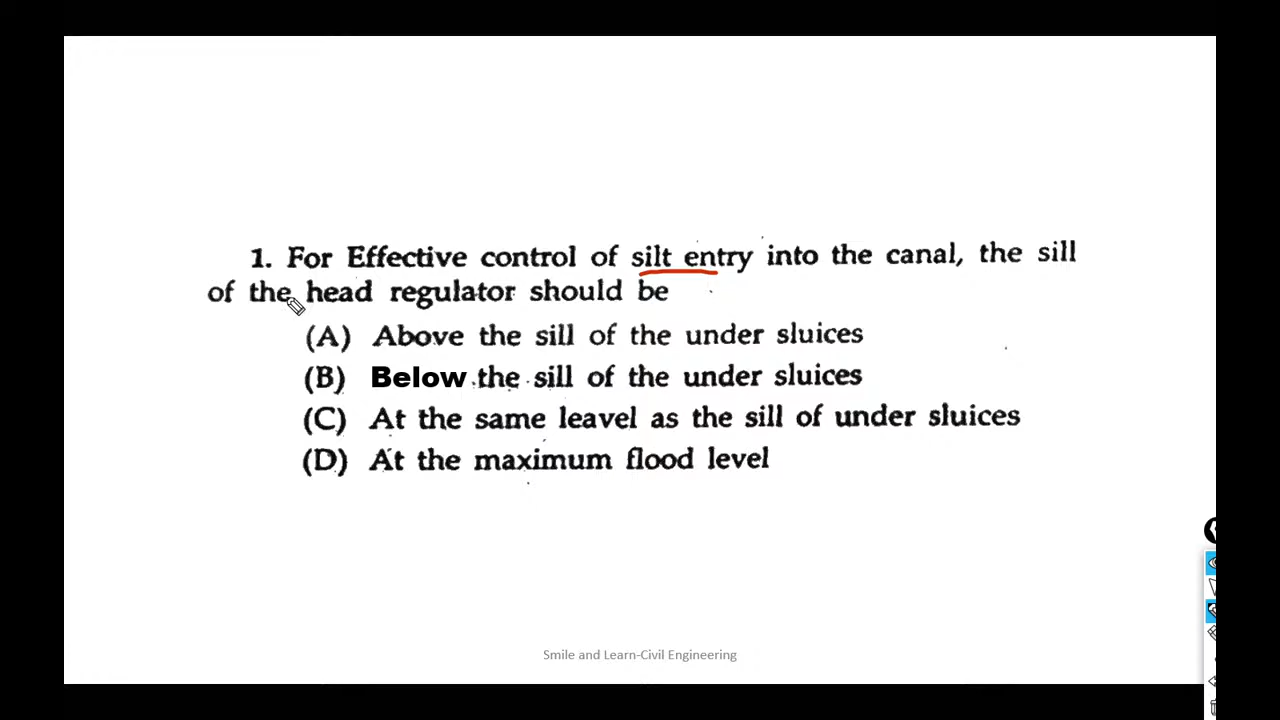 1. For Effective control of silt entry into the canal, the sill
of the head regulator should be
(A) Above the sill of the under sluices
(B) Below the sill of the under sluices
(C) At the same leavel as the sill of under sluices
(D) At the maximum flood level
Smile and Learn-Civil Engineering